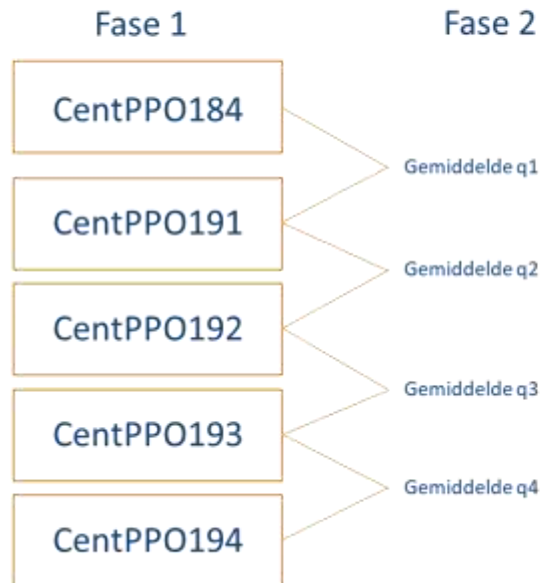 Fase 1
Fase 2
CentPPO184
Gemiddelde q1
CentPPO191
Gemiddelde q2
CentPPO192
Gemiddelde q3
CentPPO193
Gemiddelde q4
CentPPO194